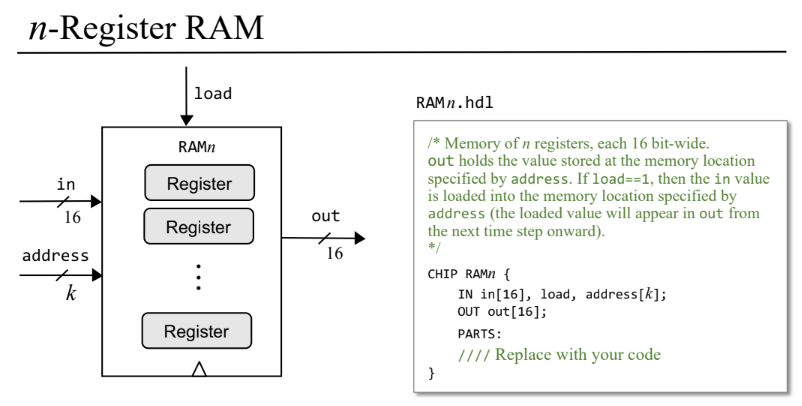 n-Register RAM
load
RAMn
Register
in
16
Register
out
16
address
k
Register
RAMn.hdl
/* Memory of n registers, each 16 bit-wide.
out holds the value stored at the memory location
specified by address. If load==1, then the in value
is loaded into the memory location specified by
address (the loaded value will appear in out from
the next time step onward).
*/
CHIP RAMn {
IN in[16], load, address[k];
OUT out[16];
PARTS:
//// Replace with your code
}